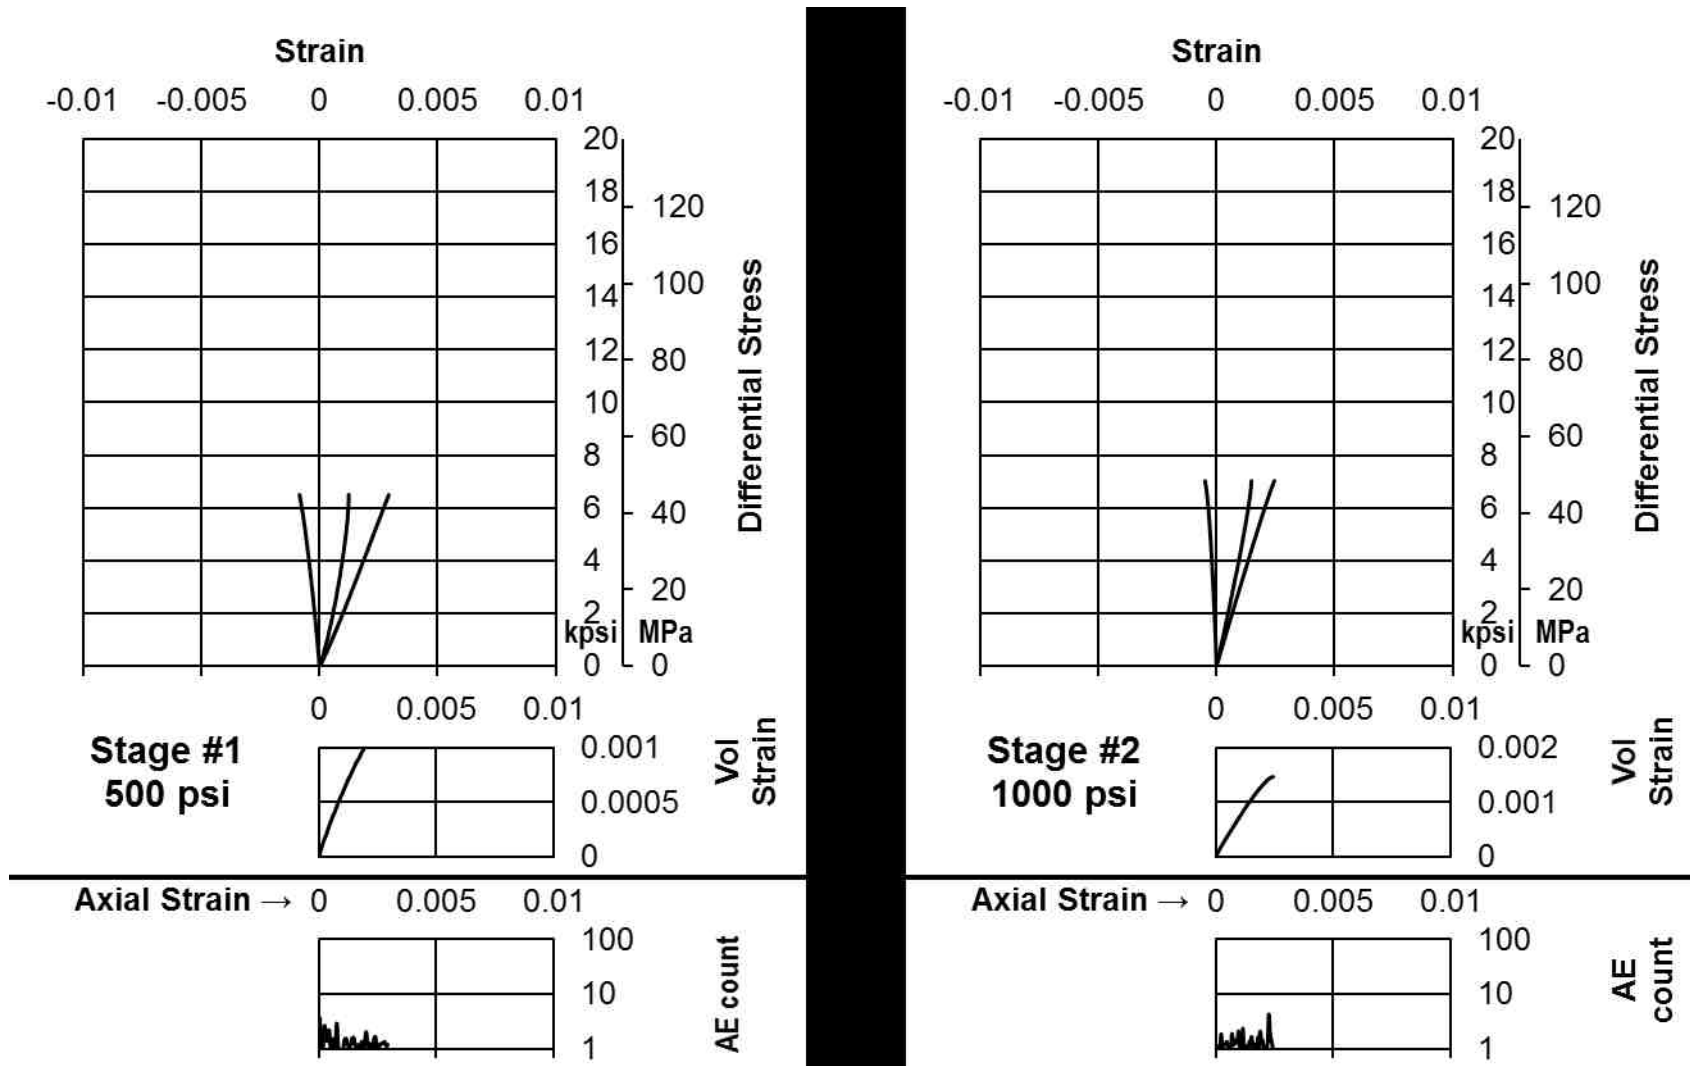 Strain
-0.01 -0.005 0 0.005 0.01
20
18
120
16
100
14
12
80
10
60
8
6
40
4
20
2
kpsi MPa
0 0
Differential Stress
0 0.005 0.01
Stage #1
500 psi
0.001
0.0005
0
Vol
Strain
Axial Strain → 0 0.005 0.01
100
10
1
AE count
Strain
-0.01 -0.005 0 0.005 0.01
20
18
120
16
100
14
12
80
10
60
8
6
40
4
20
2
kpsi MPa
0 0
Differential Stress
0 0.005 0.01
Stage #2
1000 psi
0.002
0.001
0
Vol
Strain
Axial Strain → 0 0.005 0.01
100
10
1
AE
count